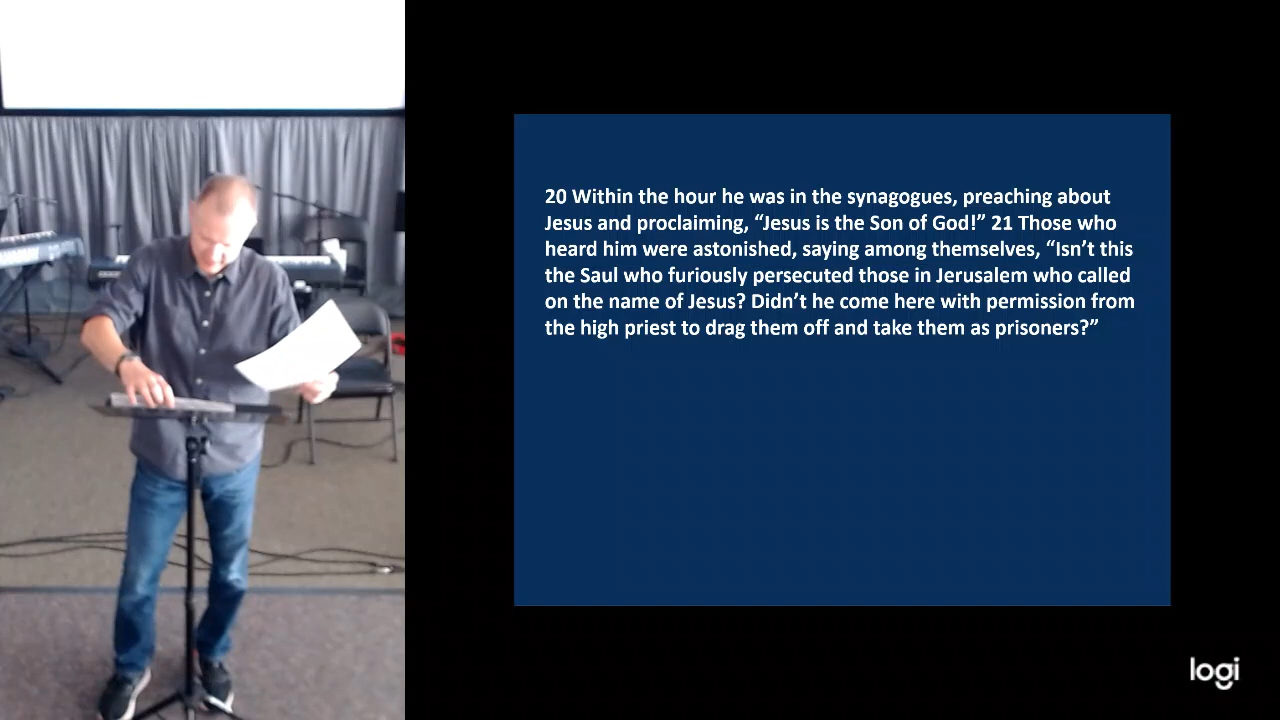 20 Within the hour he was in the synagogues, preaching about
Jesus and proclaiming, “Jesus is the Son of God!” 21 Those who
heard him were astonished, saying among themselves, “Isn’t this
the Saul who furiously persecuted those in Jerusalem who called
on the name of Jesus? Didn’t he come here with permission from
the high priest to drag them off and take them as prisoners?”
logi